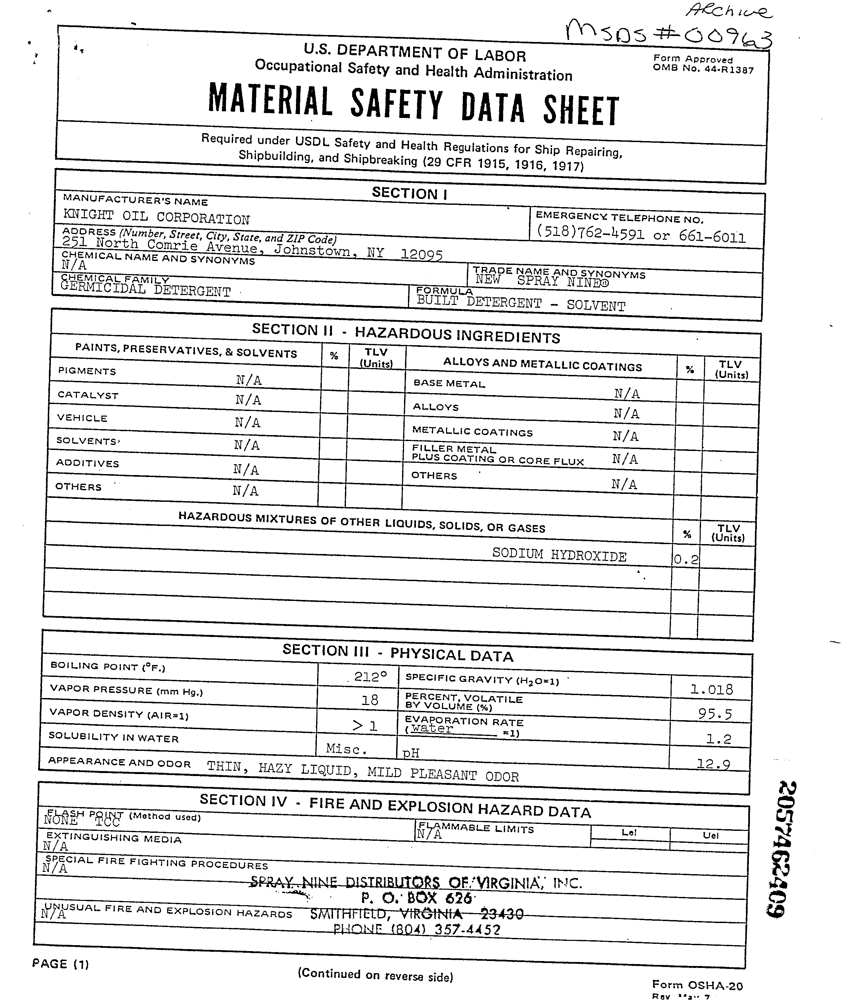 Archive
MSDS #00963
U.S. DEPARTMENT OF LABOR
Occupational Safety and Health Administration
Form Approved
OMB No. 44-R1387
MATERIAL SAFETY DATA SHEET
Required under USDL Safety and Health Regulations for Ship Repairing,
Shipbuilding, and Shipbreaking (29 CFR 1915, 1916, 1917)
SECTION I
MANUFACTURER'S NAME
KNIGHT OIL CORPORATION
EMERGENCY TELEPHONE NO.
(518)762-4591 or 661-6011
ADDRESS (Number, Street, City, State, and ZIP Code)
251 North Comrie Avenue, Johnstown, NY 12095
CHEMICAL NAME AND SYNONYMS
N/A
TRADE NAME AND SYNONYMS
NEW SPRAY NINE®
CHEMICAL FAMILY
GERMICIDAL DETERGENT
FORMULA
BUILT DETERGENT - SOLVENT
SECTION II - HAZARDOUS INGREDIENTS
PAINTS, PRESERVATIVES, & SOLVENTS % TLV (Units) ALLOYS AND METALLIC COATINGS % TLV (Units)
PIGMENTS N/A BASE METAL N/A
CATALYST N/A ALLOYS N/A
VEHICLE N/A METALLIC COATINGS N/A
SOLVENTS N/A FILLER METAL
PLUS COATING OR CORE FLUX N/A
ADDITIVES N/A OTHERS N/A
OTHERS N/A
HAZARDOUS MIXTURES OF OTHER LIQUIDS, SOLIDS, OR GASES % TLV (Units)
SODIUM HYDROXIDE 0.2
SECTION III - PHYSICAL DATA
BOILING POINT (°F.) 212° SPECIFIC GRAVITY (H2O=1) 1.018
VAPOR PRESSURE (mm Hg.) 18 PERCENT, VOLATILE
BY VOLUME (%) 95.5
VAPOR DENSITY (AIR=1) > 1 EVAPORATION RATE
(Water =1) 1.2
SOLUBILITY IN WATER Misc. pH 12.9
APPEARANCE AND ODOR THIN, HAZY LIQUID, MILD PLEASANT ODOR
SECTION IV - FIRE AND EXPLOSION HAZARD DATA
FLASH POINT (Method used)
NONE TCC
FLAMMABLE LIMITS
N/A
Lel Uel
EXTINGUISHING MEDIA
N/A
SPECIAL FIRE FIGHTING PROCEDURES
N/A
SPRAY NINE DISTRIBUTORS OF VIRGINIA, INC.
P. O. BOX 626
UNUSUAL FIRE AND EXPLOSION HAZARDS
N/A
SMITHFIELD, VIRGINIA 23430
PHONE (804) 357-4452
2057462409
PAGE (1)
(Continued on reverse side)
Form OSHA-20
Rev